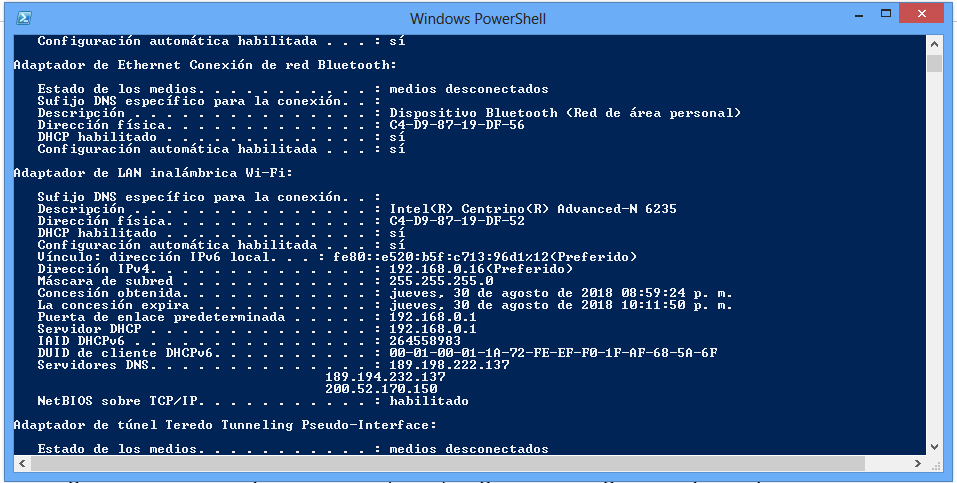 Windows PowerShell
Configuración automática habilitada . . . : sí
Adaptador de Ethernet Conexión de red Bluetooth:
Estado de los medios. . . . . . . . . . . : medios desconectados
Sufijo DNS específico para la conexión. . :
Descripción . . . . . . . . . . . . . . . : Dispositivo Bluetooth (Red de área personal)
Dirección física. . . . . . . . . . . . . : C4-D9-87-19-DF-56
DHCP habilitado . . . . . . . . . . . . . : sí
Configuración automática habilitada . . . : sí
Adaptador de LAN inalámbrica Wi-Fi:
Sufijo DNS específico para la conexión. . :
Descripción . . . . . . . . . . . . . . . : Intel(R) Centrino(R) Advanced-N 6235
Dirección física. . . . . . . . . . . . . : C4-D9-87-19-DF-52
DHCP habilitado . . . . . . . . . . . . . : sí
Configuración automática habilitada . . . : sí
Vínculo: dirección IPv6 local. . . : fe80::e520:b5f:c713:96d1%12(Preferido)
Dirección IPv4. . . . . . . . . . . . . . : 192.168.0.16(Preferido)
Máscara de subred . . . . . . . . . . . . : 255.255.255.0
Concesión obtenida. . . . . . . . . . . . : jueves, 30 de agosto de 2018 08:59:24 p. m.
La concesión expira . . . . . . . . . . . : jueves, 30 de agosto de 2018 10:11:50 p. m.
Puerta de enlace predeterminada . . . . . : 192.168.0.1
Servidor DHCP . . . . . . . . . . . . . . : 192.168.0.1
IAID DHCPv6 . . . . . . . . . . . . . . . : 264558983
DUID de cliente DHCPv6. . . . . . . . . . : 00-01-00-01-1A-72-FE-EF-F0-1F-AF-68-5A-6F
Servidores DNS. . . . . . . . . . . . . . : 189.198.222.137
189.194.232.137
200.52.170.150
NetBIOS sobre TCP/IP. . . . . . . . . . . : habilitado
Adaptador de túnel Teredo Tunneling Pseudo-Interface:
Estado de los medios. . . . . . . . . . . : medios desconectados